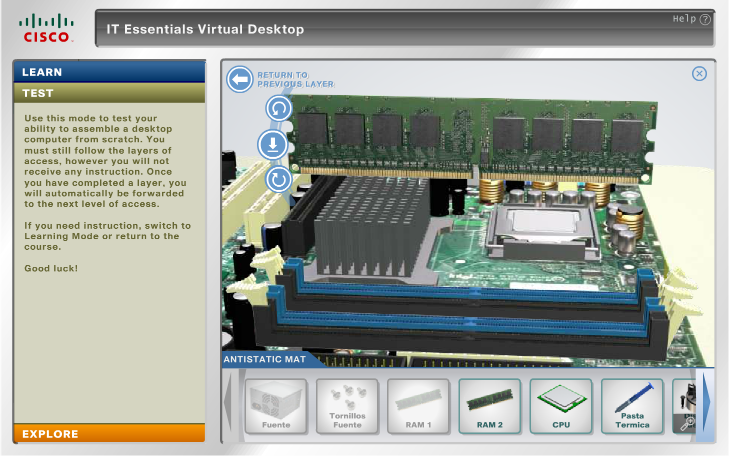 CISCO
IT Essentials Virtual Desktop
Help ?
LEARN
TEST
Use this mode to test your
ability to assemble a desktop
computer from scratch. You
must still follow the layers of
access, however you will not
receive any instruction. Once
you have completed a layer, you
will automatically be forwarded
to the next level of access.
If you need instruction, switch to
Learning Mode or return to the
course.
Good luck!
EXPLORE
RETURN TO
PREVIOUS LAYER
ANTISTATIC MAT
Fuente
Tornillos
Fuente
RAM 1
RAM 2
CPU
Pasta
Termica